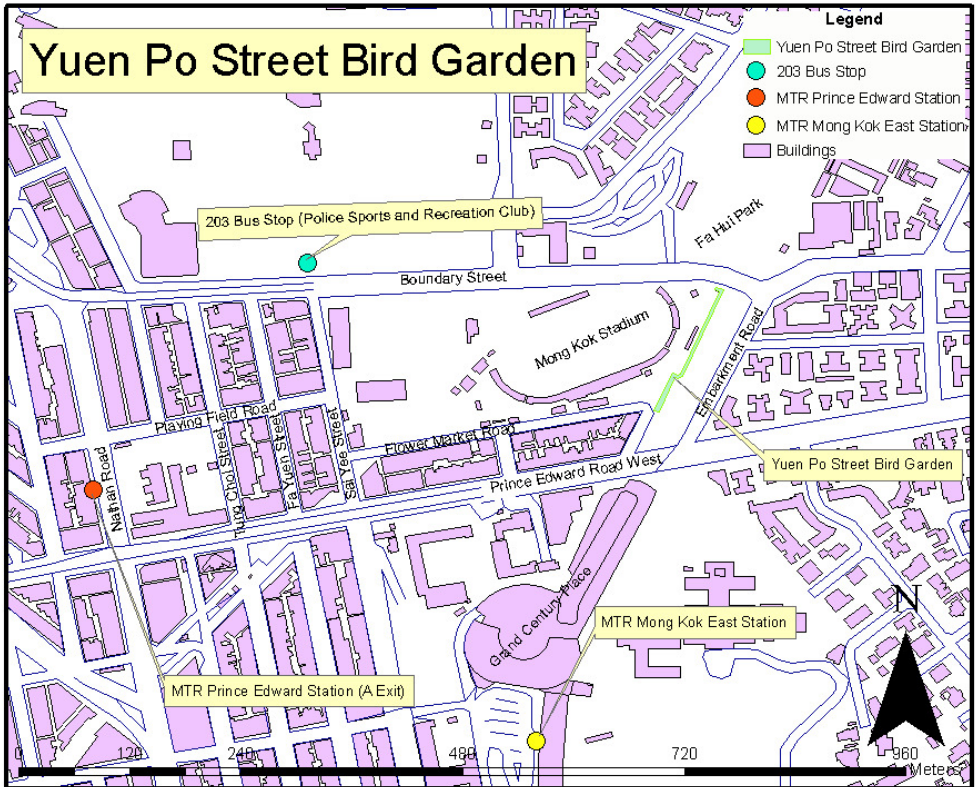 Yuen Po Street Bird Garden
Legend
Yuen Po Street Bird Garden
203 Bus Stop
MTR Prince Edward Station
MTR Mong Kok East Station
Buildings
203 Bus Stop (Police Sports and Recreation Club)
Fa Hui Park
Boundary Street
Mong Kok Stadium
Embarkment Road
Playing Field Road
Flower Market Road
Nathan Road
Tung Choi Street
Fa Yuen Street
Sai Yee Street
Prince Edward Road West
Yuen Po Street Bird Garden
Grand Century Place
MTR Mong Kok East Station
N
MTR Prince Edward Station (A Exit)
0 120 240 480 720 960
Meters